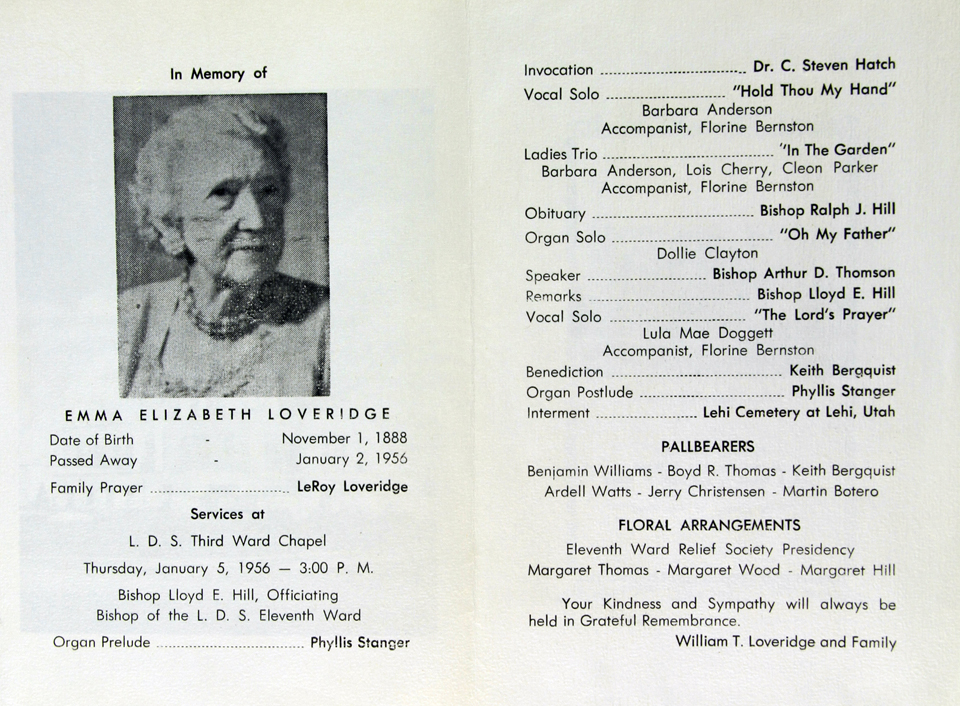 In Memory of
EMMA ELIZABETH LOVERIDGE
Date of Birth - November 1, 1888
Passed Away - January 2, 1956
Family Prayer ........................................ LeRoy Loveridge
Services at
L. D. S. Third Ward Chapel
Thursday, January 5, 1956 — 3:00 P. M.
Bishop Lloyd E. Hill, Officiating
Bishop of the L. D. S. Eleventh Ward
Organ Prelude ........................................ Phyllis Stanger
Invocation ........................................ Dr. C. Steven Hatch
Vocal Solo ................................ "Hold Thou My Hand"
Barbara Anderson
Accompanist, Florine Bernston
Ladies Trio ............................................ "In The Garden"
Barbara Anderson, Lois Cherry, Cleon Parker
Accompanist, Florine Bernston
Obituary ........................................ Bishop Ralph J. Hill
Organ Solo ........................................ "Oh My Father"
Dollie Clayton
Speaker ................................ Bishop Arthur D. Thomson
Remarks ........................................ Bishop Lloyd E. Hill
Vocal Solo .................................... "The Lord's Prayer"
Lula Mae Doggett
Accompanist, Florine Bernston
Benediction ............................................ Keith Bergquist
Organ Postlude ........................................ Phyllis Stanger
Interment ........................ Lehi Cemetery at Lehi, Utah
PALLBEARERS
Benjamin Williams - Boyd R. Thomas - Keith Bergquist
Ardell Watts - Jerry Christensen - Martin Botero
FLORAL ARRANGEMENTS
Eleventh Ward Relief Society Presidency
Margaret Thomas - Margaret Wood - Margaret Hill
Your Kindness and Sympathy will always be
held in Grateful Remembrance.
William T. Loveridge and Family